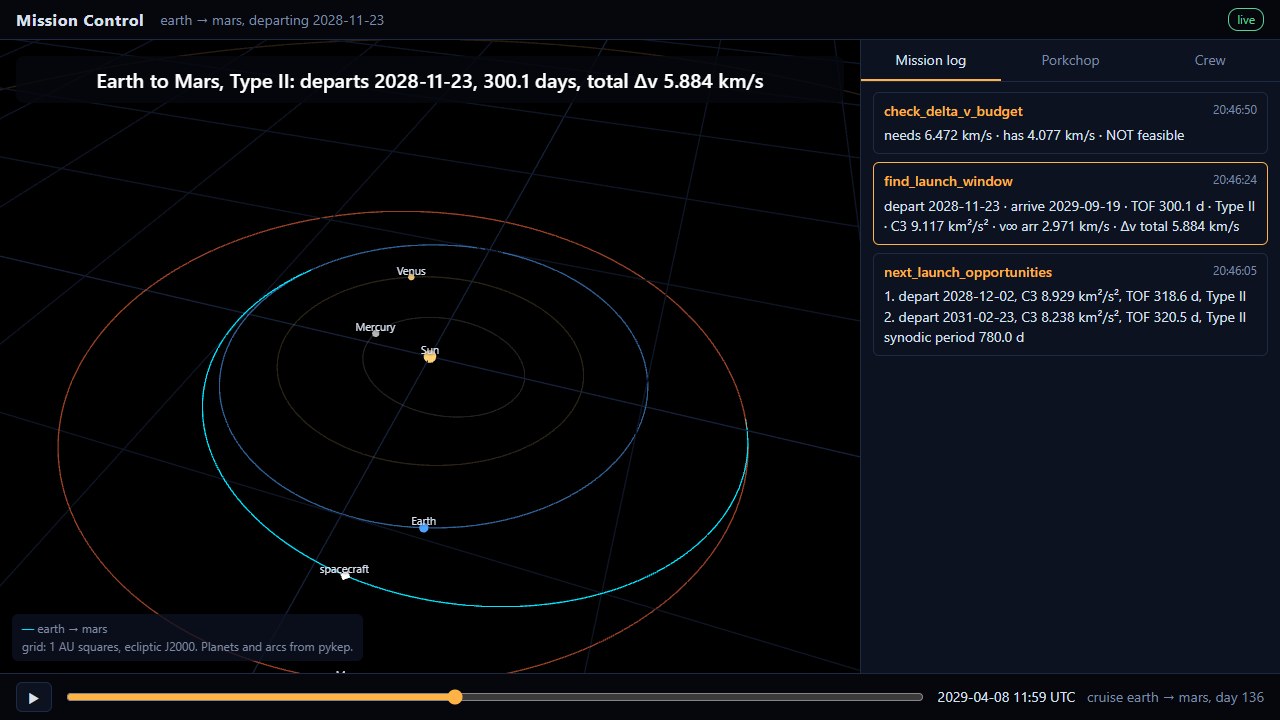 Mission Control
earth → mars, departing 2028-11-23
live
Earth to Mars, Type II: departs 2028-11-23, 300.1 days, total Δv 5.884 km/s
Venus
Mercury
Sun
Earth
spacecraft
— earth → mars
grid: 1 AU squares, ecliptic J2000. Planets and arcs from pykep.
Mission log
Porkchop
Crew
check_delta_v_budget
20:46:50
needs 6.472 km/s · has 4.077 km/s · NOT feasible
find_launch_window
20:46:24
depart 2028-11-23 · arrive 2029-09-19 · TOF 300.1 d · Type II
· C3 9.117 km²/s² · v∞ arr 2.971 km/s · Δv total 5.884 km/s
next_launch_opportunities
20:46:05
1. depart 2028-12-02, C3 8.929 km²/s², TOF 318.6 d, Type II
2. depart 2031-02-23, C3 8.238 km²/s², TOF 320.5 d, Type II
synodic period 780.0 d
2029-04-08 11:59 UTC
cruise earth → mars, day 136